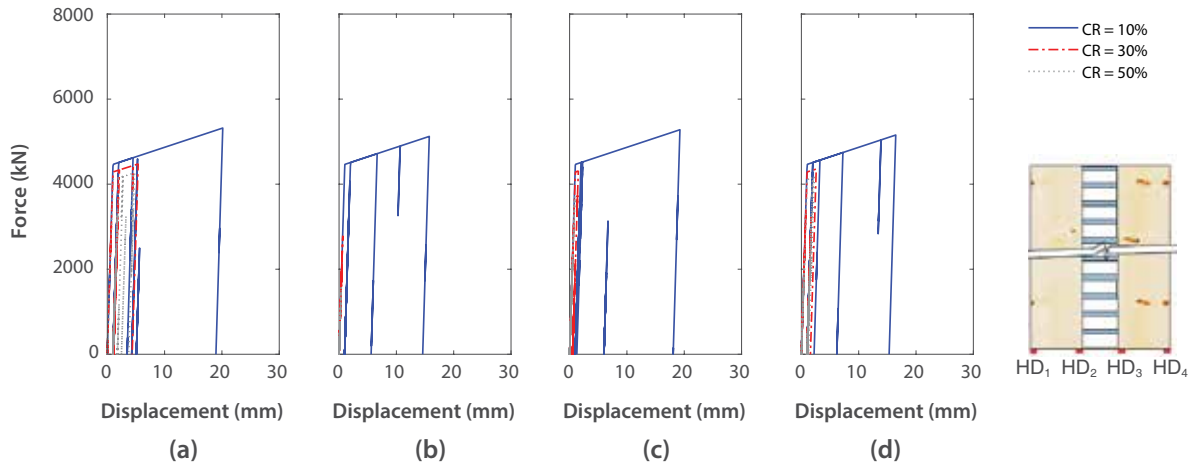 Force (kN)
8000
6000
4000
2000
0
0 10 20 30
0 10 20 30
0 10 20 30
0 10 20 30
Displacement (mm)
Displacement (mm)
Displacement (mm)
Displacement (mm)
(a)
(b)
(c)
(d)
CR = 10%
CR = 30%
CR = 50%
HD₁ HD₂ HD₃ HD₄